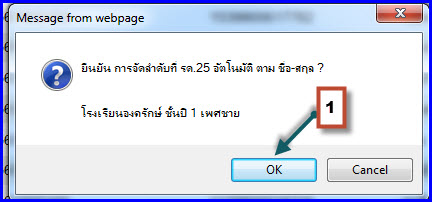 Message from webpage
ยืนยัน การจัดลำดับที่ รด.25 อัตโนมัติ ตาม ชื่อ-สกุล ?
โรงเรียนองครักษ์ ชั้นปี 1 เพศชาย
1
OK
Cancel